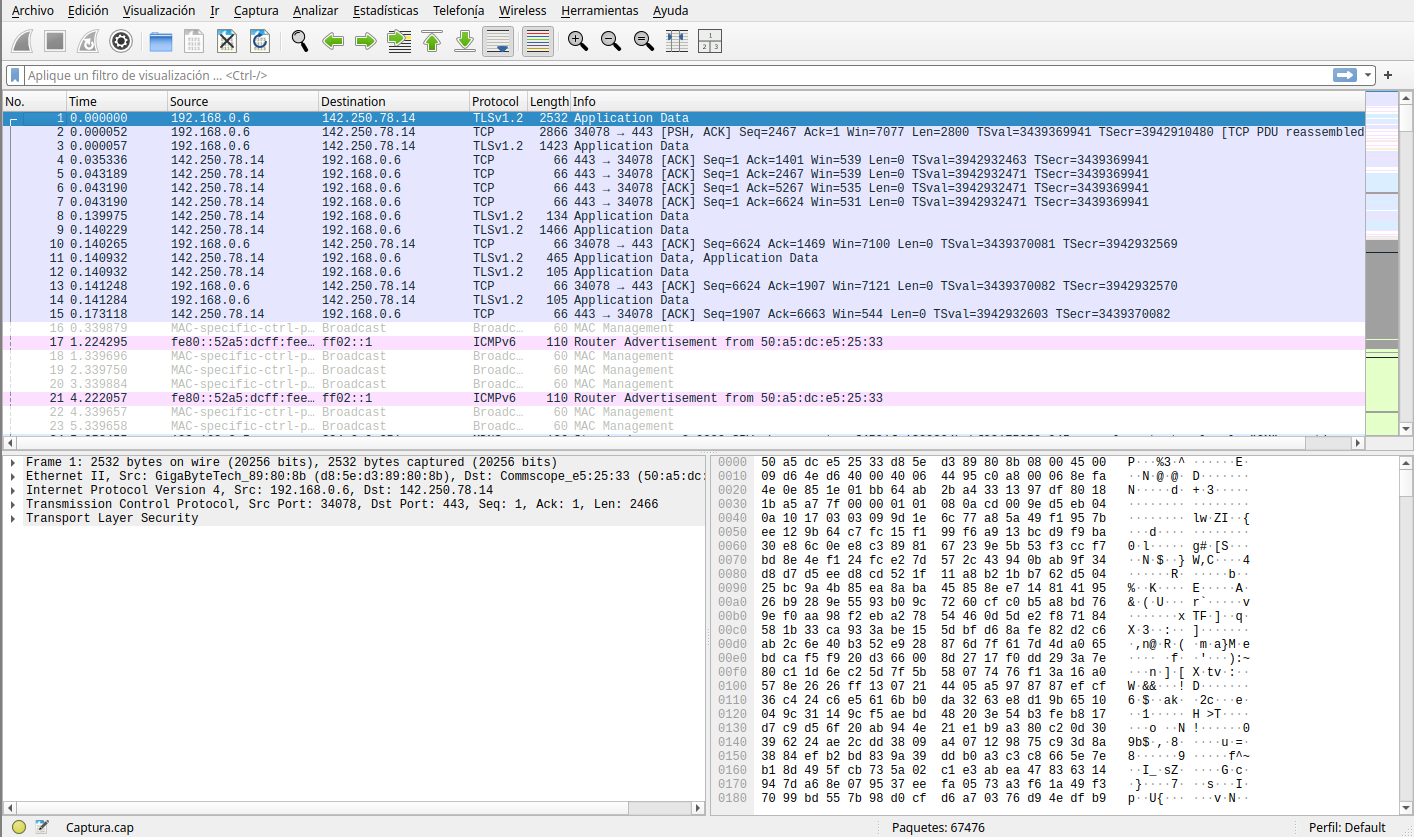 Archivo Edición Visualización Ir Captura Analizar Estadísticas Telefonía Wireless Herramientas Ayuda
Aplique un filtro de visualización ... <Ctrl-/>
No. Time Source Destination Protocol Length Info
1 0.000000 192.168.0.6 142.250.78.14 TLSv1.2 2532 Application Data
2 0.000052 192.168.0.6 142.250.78.14 TCP 2866 34078 → 443 [PSH, ACK] Seq=2467 Ack=1 Win=7077 Len=2800 TSval=3439369941 TSecr=3942910480 [TCP PDU reassembled
3 0.000057 192.168.0.6 142.250.78.14 TLSv1.2 1423 Application Data
4 0.035336 142.250.78.14 192.168.0.6 TCP 66 443 → 34078 [ACK] Seq=1 Ack=1401 Win=539 Len=0 TSval=3942932463 TSecr=3439369941
5 0.043189 142.250.78.14 192.168.0.6 TCP 66 443 → 34078 [ACK] Seq=1 Ack=2467 Win=539 Len=0 TSval=3942932471 TSecr=3439369941
6 0.043190 142.250.78.14 192.168.0.6 TCP 66 443 → 34078 [ACK] Seq=1 Ack=5267 Win=535 Len=0 TSval=3942932471 TSecr=3439369941
7 0.043190 142.250.78.14 192.168.0.6 TCP 66 443 → 34078 [ACK] Seq=1 Ack=6624 Win=531 Len=0 TSval=3942932471 TSecr=3439369941
8 0.139975 142.250.78.14 192.168.0.6 TLSv1.2 134 Application Data
9 0.140229 142.250.78.14 192.168.0.6 TLSv1.2 1466 Application Data
10 0.140265 192.168.0.6 142.250.78.14 TCP 66 34078 → 443 [ACK] Seq=6624 Ack=1469 Win=7100 Len=0 TSval=3439370081 TSecr=3942932569
11 0.140932 142.250.78.14 192.168.0.6 TLSv1.2 465 Application Data, Application Data
12 0.140932 142.250.78.14 192.168.0.6 TLSv1.2 105 Application Data
13 0.141248 192.168.0.6 142.250.78.14 TCP 66 34078 → 443 [ACK] Seq=6624 Ack=1907 Win=7121 Len=0 TSval=3439370082 TSecr=3942932570
14 0.141284 192.168.0.6 142.250.78.14 TLSv1.2 105 Application Data
15 0.173118 142.250.78.14 192.168.0.6 TCP 66 443 → 34078 [ACK] Seq=1907 Ack=6663 Win=544 Len=0 TSval=3942932603 TSecr=3439370082
16 0.339879 MAC-specific-ctrl-p… Broadcast Broadc… 60 MAC Management
17 1.224295 fe80::52a5:dcff:fee… ff02::1 ICMPv6 110 Router Advertisement from 50:a5:dc:e5:25:33
18 1.339696 MAC-specific-ctrl-p… Broadcast Broadc… 60 MAC Management
19 2.339750 MAC-specific-ctrl-p… Broadcast Broadc… 60 MAC Management
20 3.339884 MAC-specific-ctrl-p… Broadcast Broadc… 60 MAC Management
21 4.222057 fe80::52a5:dcff:fee… ff02::1 ICMPv6 110 Router Advertisement from 50:a5:dc:e5:25:33
22 4.339657 MAC-specific-ctrl-p… Broadcast Broadc… 60 MAC Management
23 5.339658 MAC-specific-ctrl-p… Broadcast Broadc… 60 MAC Management
Frame 1: 2532 bytes on wire (20256 bits), 2532 bytes captured (20256 bits)
Ethernet II, Src: GigaByteTech_89:80:8b (d8:5e:d3:89:80:8b), Dst: Commscope_e5:25:33 (50:a5:dc:
Internet Protocol Version 4, Src: 192.168.0.6, Dst: 142.250.78.14
Transmission Control Protocol, Src Port: 34078, Dst Port: 443, Seq: 1, Ack: 1, Len: 2466
Transport Layer Security
0000 50 a5 dc e5 25 33 d8 5e d3 89 80 8b 08 00 45 00 P···%3·^ ······E·
0010 09 d6 4e d6 40 00 40 06 44 95 c0 a8 00 06 8e fa ··N·@·@· D·······
0020 4e 0e 85 1e 01 bb 64 ab 2b a4 33 13 97 df 80 18 N·····d· +·3·····
0030 1b a5 a7 7f 00 00 01 01 08 0a cd 00 9e d5 eb 04 ········ ········
0040 0a 10 17 03 03 09 9d 1e 6c 77 a8 5a 49 f1 95 7b ········ lw·ZI··{
0050 ee 12 9b 64 c7 fc 15 f1 99 f6 a9 13 bc d9 f9 ba ···d···· ········
0060 30 e8 6c 0e e8 c3 89 81 67 23 9e 5b 53 f3 cc f7 0·l····· g#·[S···
0070 bd 8e 4e f1 24 fc e2 7d 57 2c 43 94 0b ab 9f 34 ··N·$··} W,C····4
0080 d8 d7 d5 ee d8 cd 52 1f 11 a8 b2 1b b7 62 d5 04 ······R· ·····b··
0090 25 bc 9a 4b 85 ea 8a ba 45 85 8e e7 14 81 41 95 %··K···· E·····A·
00a0 26 b9 28 9e 55 93 b0 9c 72 60 cf c0 b5 a8 bd 76 &·(·U··· r`·····v
00b0 9e f0 aa 98 f2 eb a2 78 54 46 0d 5d e2 f8 71 84 ·······x TF·]··q·
00c0 58 1b 33 ca 93 3a be 15 5d bf d6 8a fe 82 d2 c6 X·3··:·· ]·······
00d0 ab 2c 6e 40 b3 52 e9 28 87 6d 7f 61 7d 4d a0 65 ·,n@·R·( ·m·a}M·e
00e0 bd ca f5 f9 20 d3 66 00 8d 27 17 f0 dd 29 3a 7e ···· ·f· ·'···):~
00f0 80 c1 1d 6e c2 5d 7f 5b 58 07 74 76 f1 3a 16 a0 ···n·]·[ X·tv·:··
0100 57 8e 26 26 ff 13 07 21 44 05 a5 97 87 87 ef cf W·&&···! D·······
0110 36 c4 24 c6 e5 61 6b b0 da 32 63 e8 d1 9b 65 10 6·$··ak· ·2c···e·
0120 04 9c 31 14 9c f5 ae bd 48 20 3e 54 b3 fe b8 17 ··1····· H >T····
0130 d7 c9 d5 6f 20 ab 94 4e 21 e1 b9 a3 80 c2 0d 30 ···o ··N !······0
0140 39 62 24 ae 2c dd 38 09 a4 07 12 98 75 c9 3d 8a 9b$·,·8· ····u·=·
0150 38 84 ef b2 bd 83 9a 39 dd b0 a3 c3 c8 66 5e 7e 8······9 ·····f^~
0160 b1 8d 49 5f cb 73 5a 02 c1 e3 ab ea 47 83 63 14 ··I_·sZ· ····G·c·
0170 94 7d a6 8e 07 95 37 ee fa 05 73 a3 f6 1a 49 f3 ·}····7· ··s···I·
0180 70 99 bd 55 7b 98 d0 cf d6 a7 03 76 d9 4e df b9 p··U{··· ···v·N··
Captura.cap Paquetes: 67476 Perfil: Default